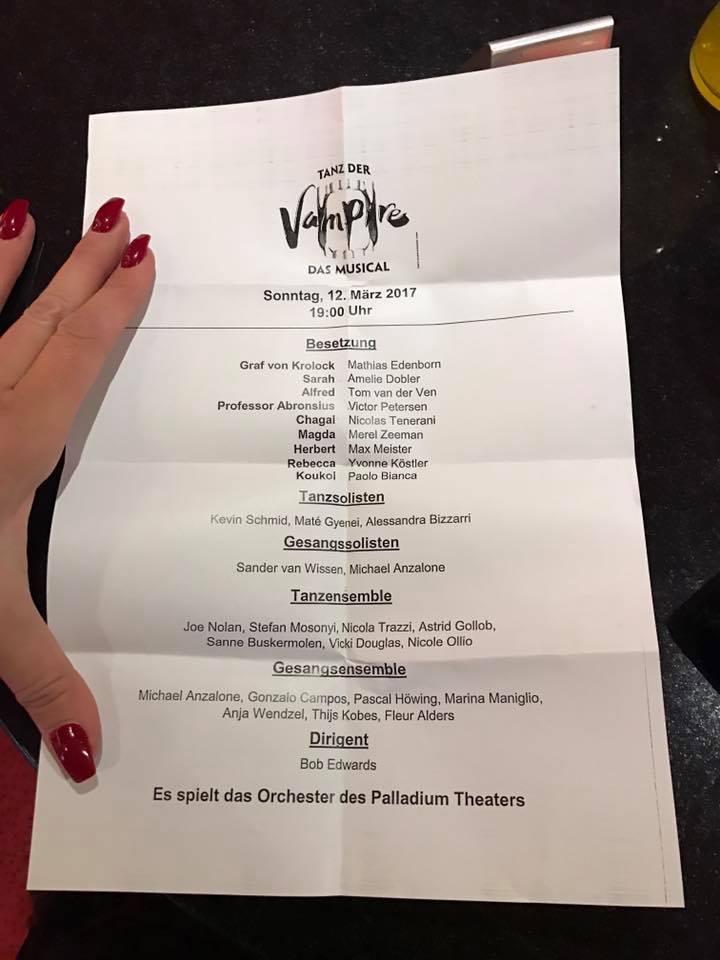 TANZ DER
Vampire
DAS MUSICAL
Sonntag, 12. März 2017
19:00 Uhr
Besetzung
Graf von Krolock Mathias Edenborn
Sarah Amelie Dobler
Alfred Tom van der Ven
Professor Abronsius Victor Petersen
Chagal Nicolas Tenerani
Magda Merel Zeeman
Herbert Max Meister
Rebecca Yvonne Köstler
Koukol Paolo Bianca
Tanzsolisten
Kevin Schmid, Maté Gyenei, Alessandra Bizzarri
Gesangssolisten
Sander van Wissen, Michael Anzalone
Tanzensemble
Joe Nolan, Stefan Mosonyi, Nicola Trazzi, Astrid Gollob,
Sanne Buskermolen, Vicki Douglas, Nicole Ollio
Gesangsensemble
Michael Anzalone, Gonzalo Campos, Pascal Höwing, Marina Maniglio,
Anja Wendzel, Thijs Kobes, Fleur Alders
Dirigent
Bob Edwards
Es spielt das Orchester des Palladium Theaters